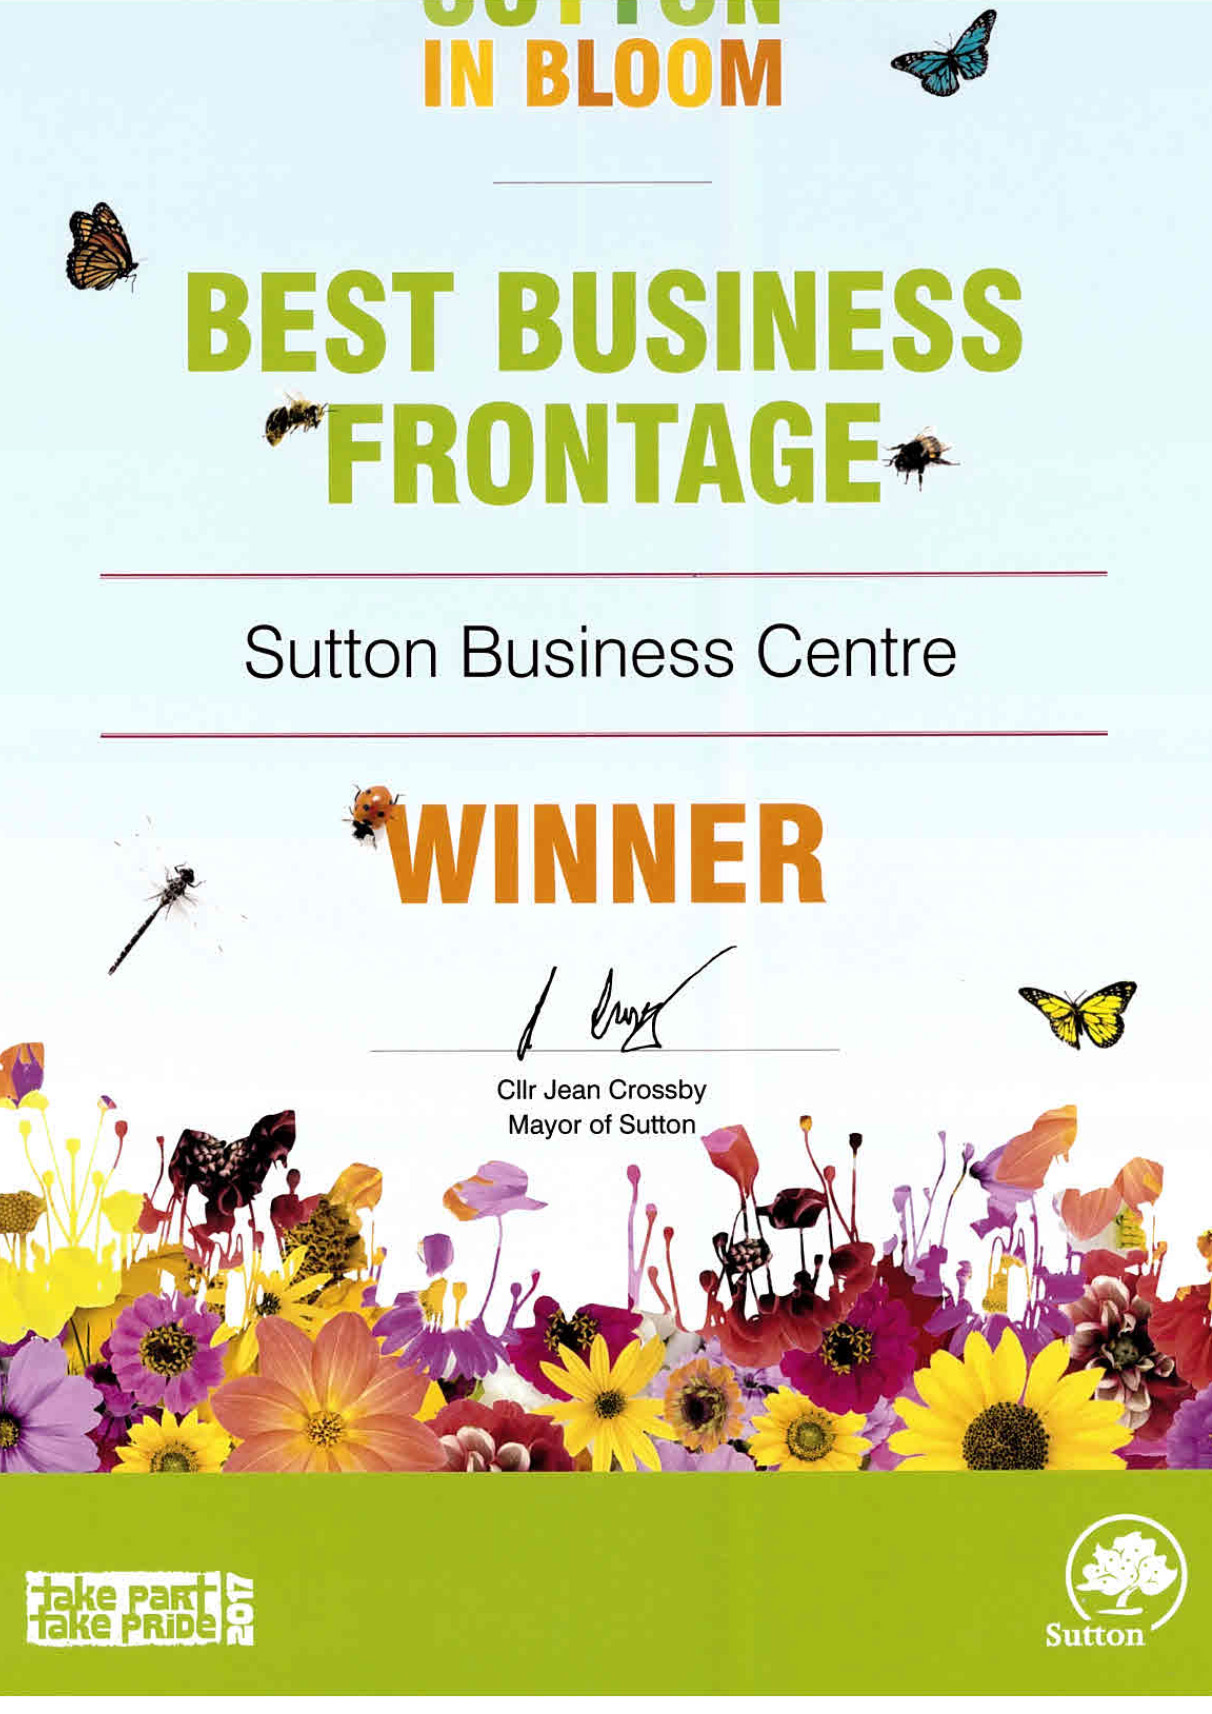 SUTTON
IN BLOOM
BEST BUSINESS
FRONTAGE
Sutton Business Centre
WINNER
Cllr Jean Crossby
Mayor of Sutton
take part
take pride
2017
Sutton